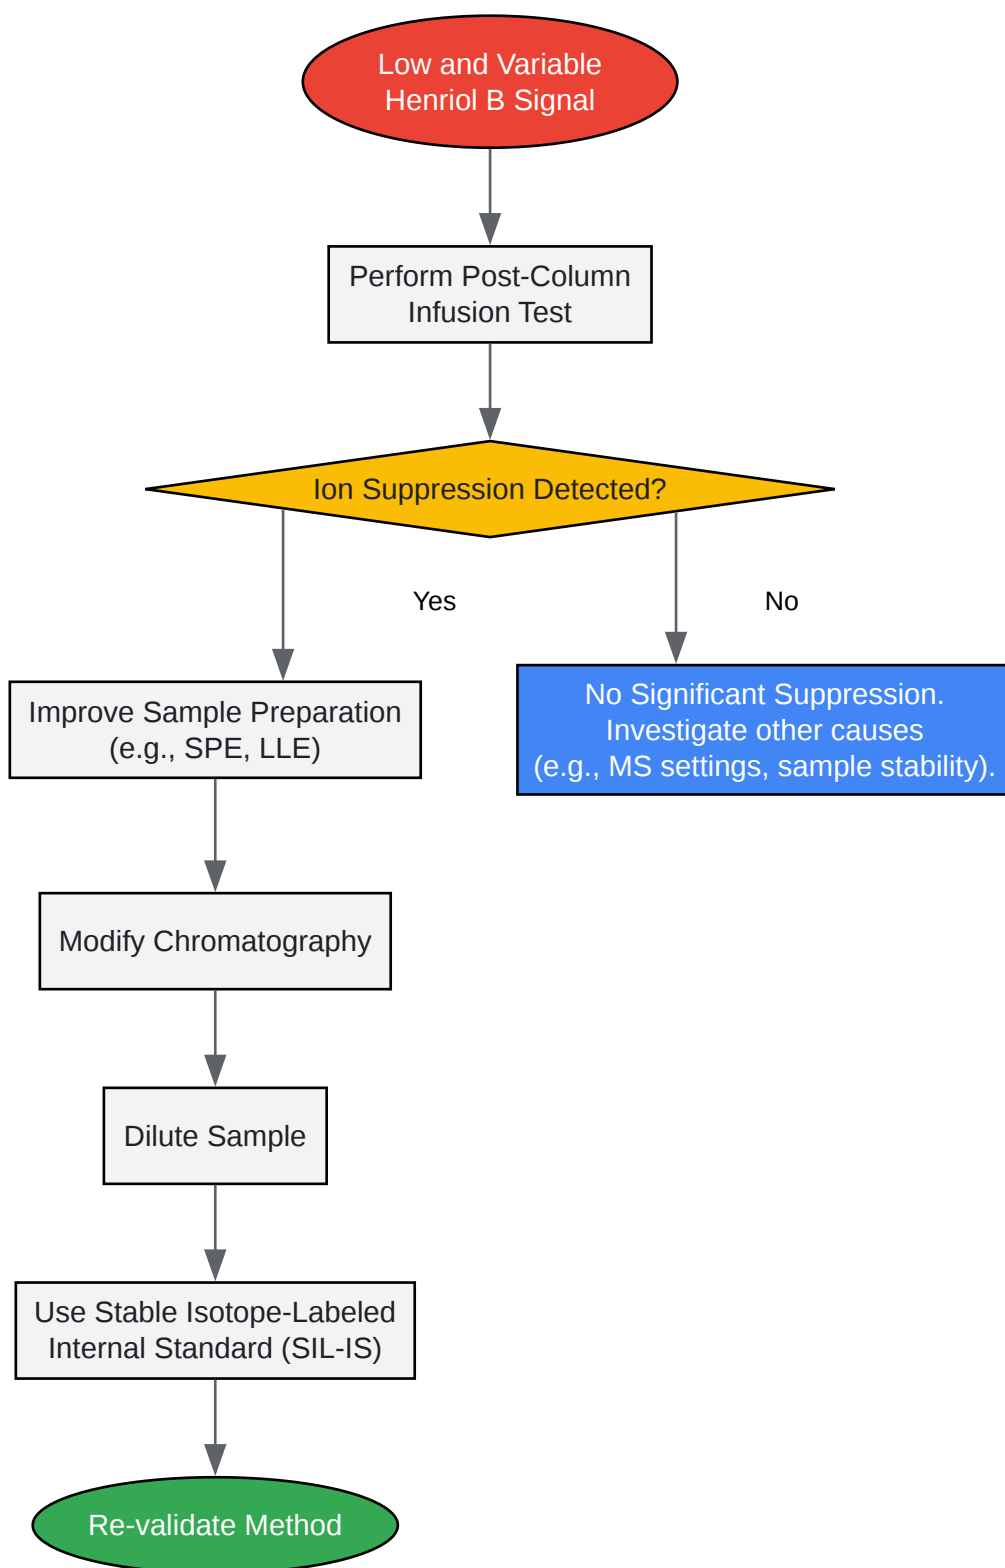 Low and Variable
Henriol B Signal
Perform Post-Column
Infusion Test
Ion Suppression Detected?
Yes
No
Improve Sample Preparation
(e.g., SPE, LLE)
No Significant Suppression.
Investigate other causes
(e.g., MS settings, sample stability).
Modify Chromatography
Dilute Sample
Use Stable Isotope-Labeled
Internal Standard (SIL-IS)
Re-validate Method